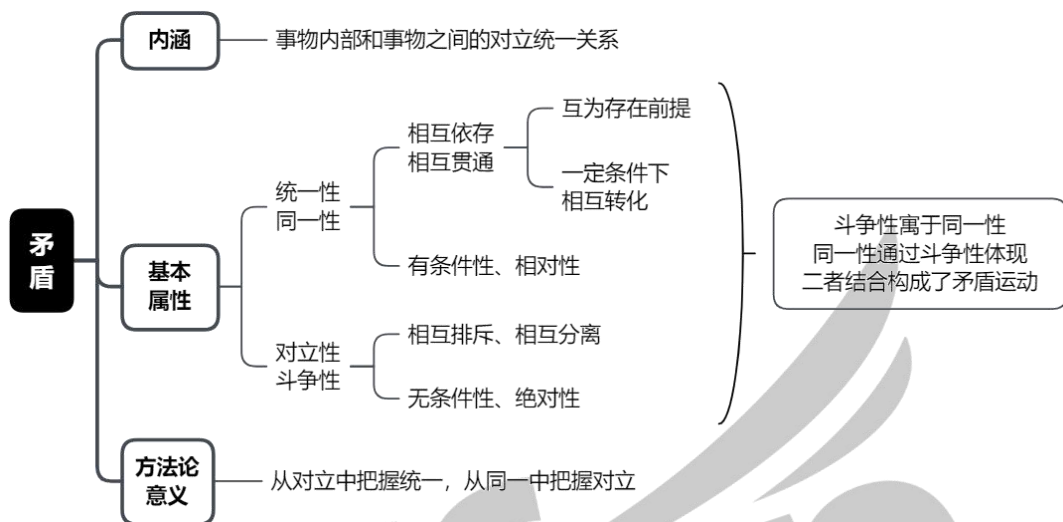 矛
盾
内涵
事物内部和事物之间的对立统一关系
基本
属性
统一性
同一性
相互依存
相互贯通
互为存在前提
一定条件下
相互转化
有条件性、相对性
对立性
斗争性
相互排斥、相互分离
无条件性、绝对性
斗争性寓于同一性
同一性通过斗争性体现
二者结合构成了矛盾运动
方法论
意义
从对立中把握统一，从同一中把握对立